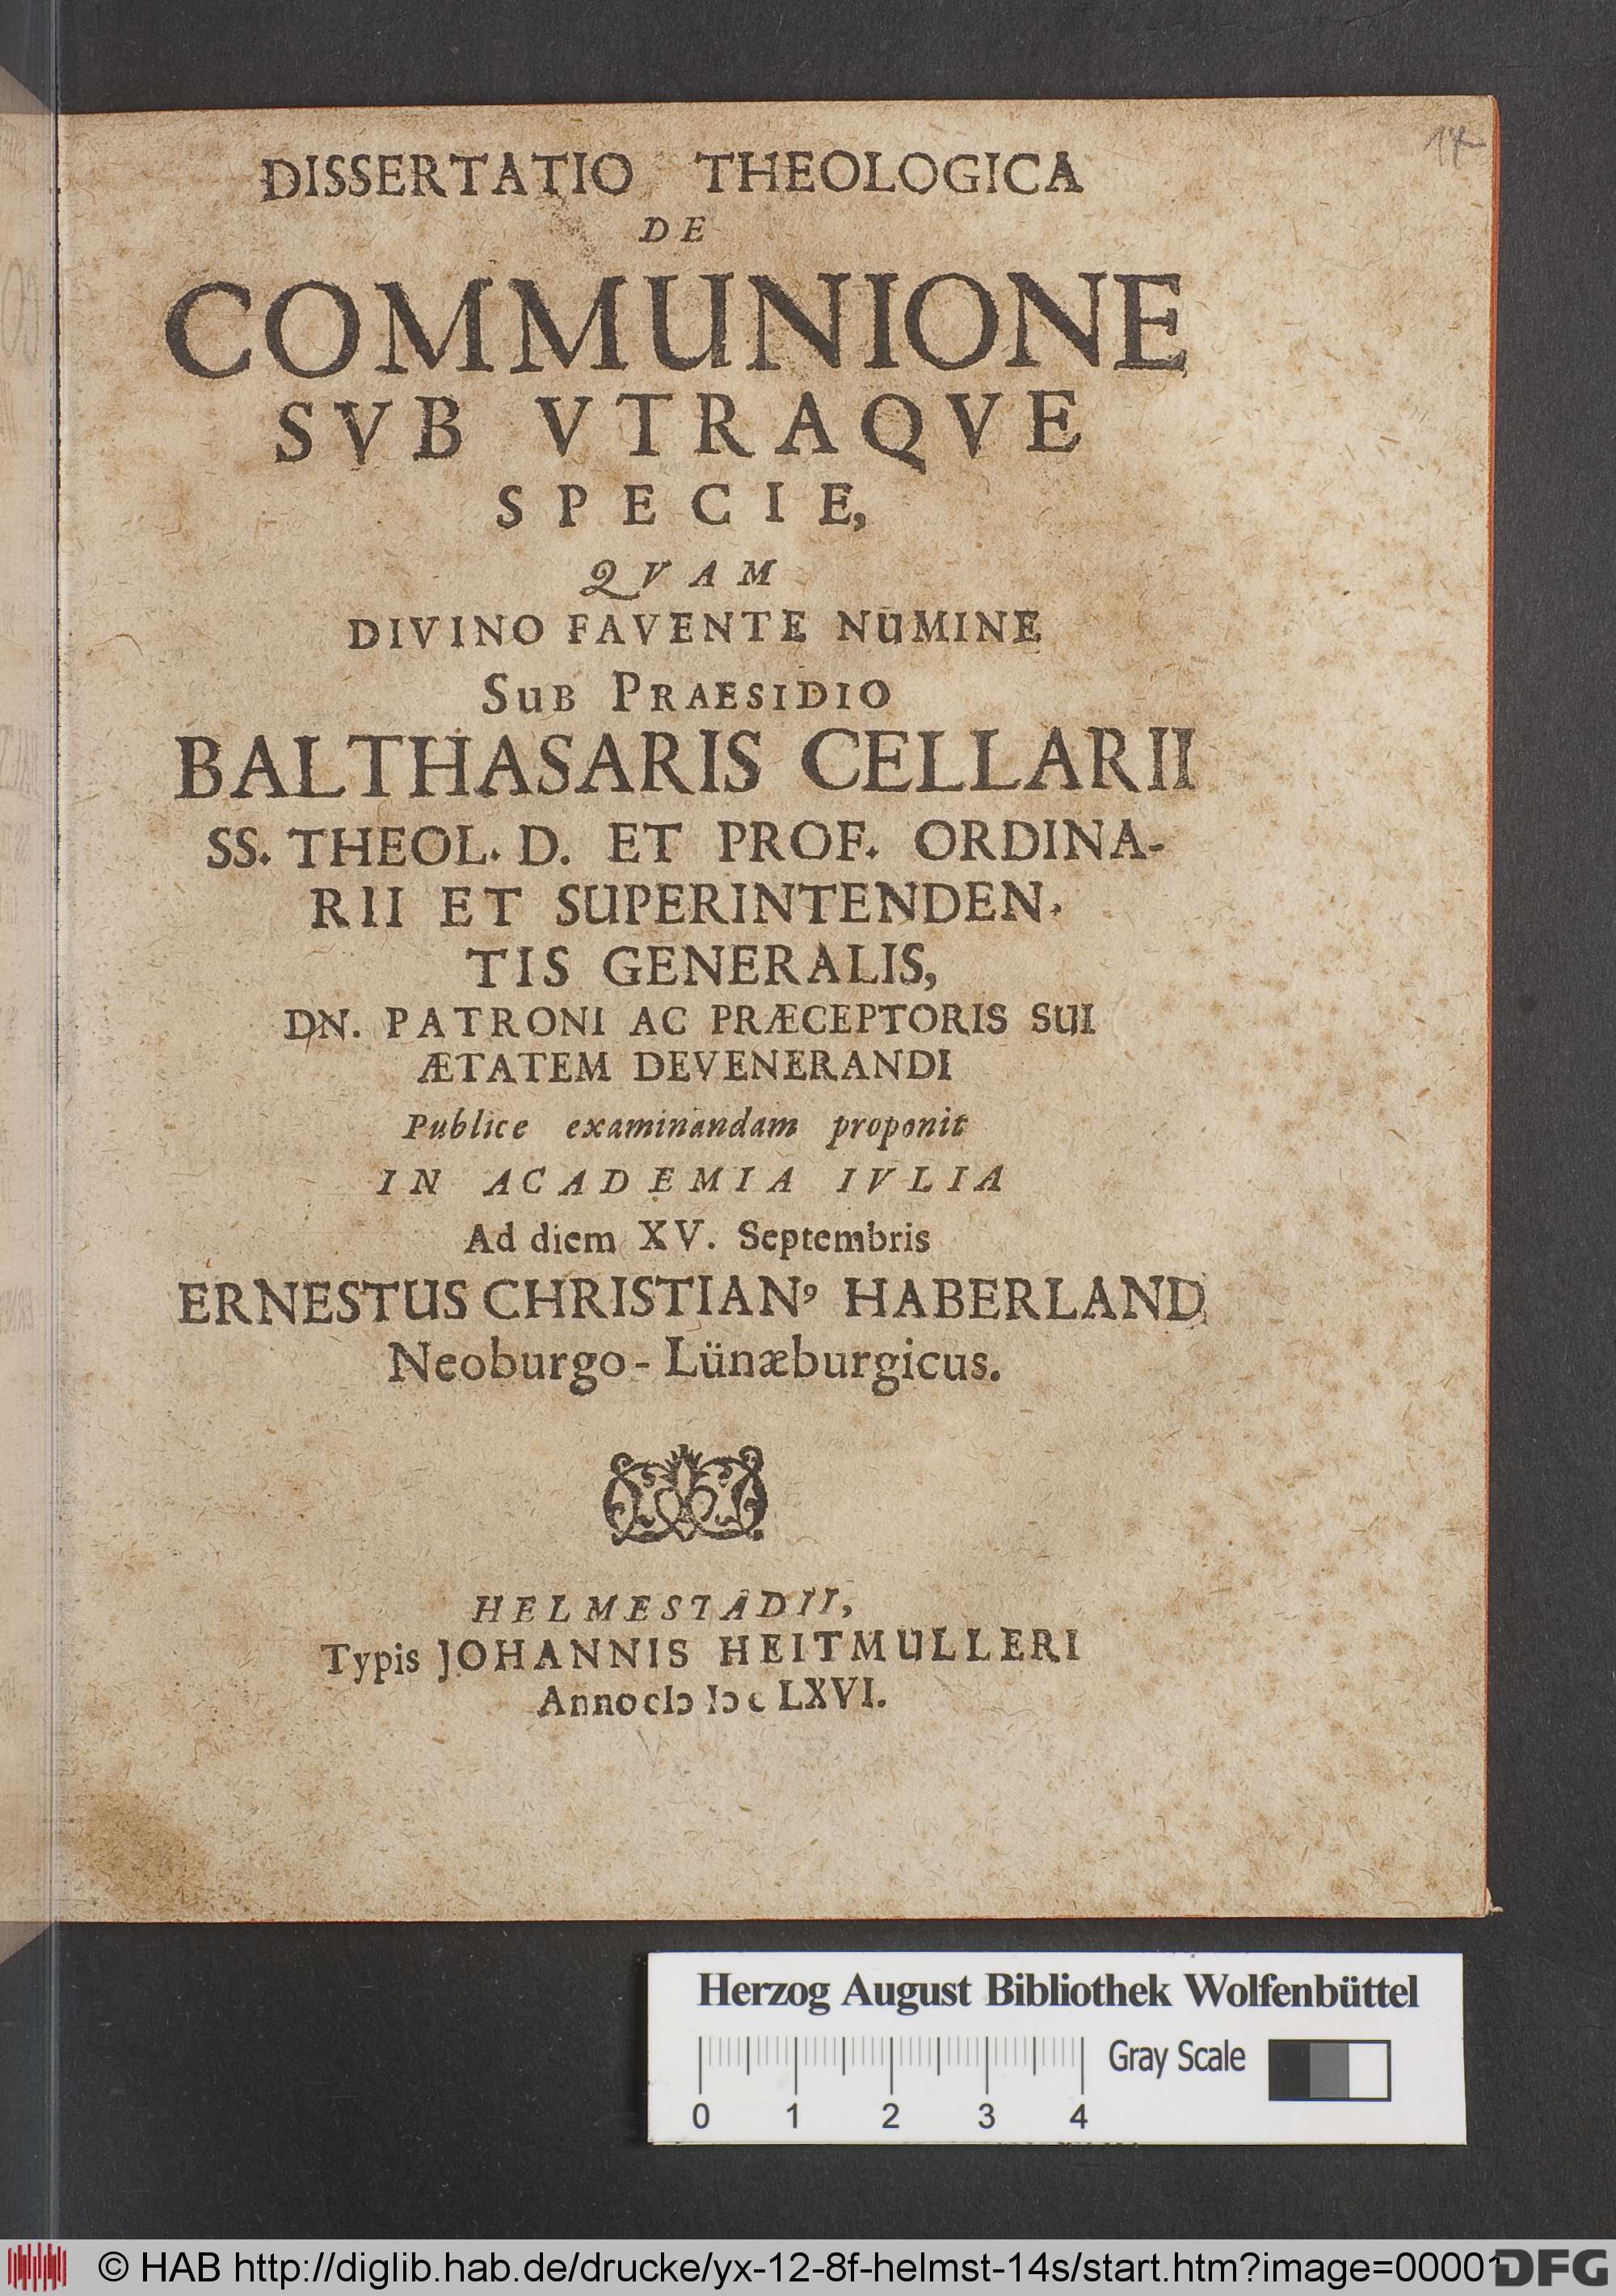 14
DISSERTATIO THEOLOGICA
DE
COMMUNIONE
SVB VTRAQVE
SPECIE,
QVAM
DIVINO FAVENTE NUMINE
SUB PRAESIDIO
BALTHASARIS CELLARII
SS. THEOL. D. ET PROF. ORDINA-
RII ET SUPERINTENDEN-
TIS GENERALIS,
DN. PATRONI AC PRÆCEPTORIS SUI
ÆTATEM DEVENERANDI
Publice examinandam proponit
IN ACADEMIA IVLIA
Ad diem XV. Septembris
ERNESTUS CHRISTIANꝰ HABERLAND
Neoburgo-Lünæburgicus.
HELMESTADII,
Typis JOHANNIS HEITMULLERI
Anno cIↄ Iↄc LXVI.
Herzog August Bibliothek Wolfenbüttel
Gray Scale
0 1 2 3 4
© HAB http://diglib.hab.de/drucke/yx-12-8f-helmst-14s/start.htm?image=00001
DFG